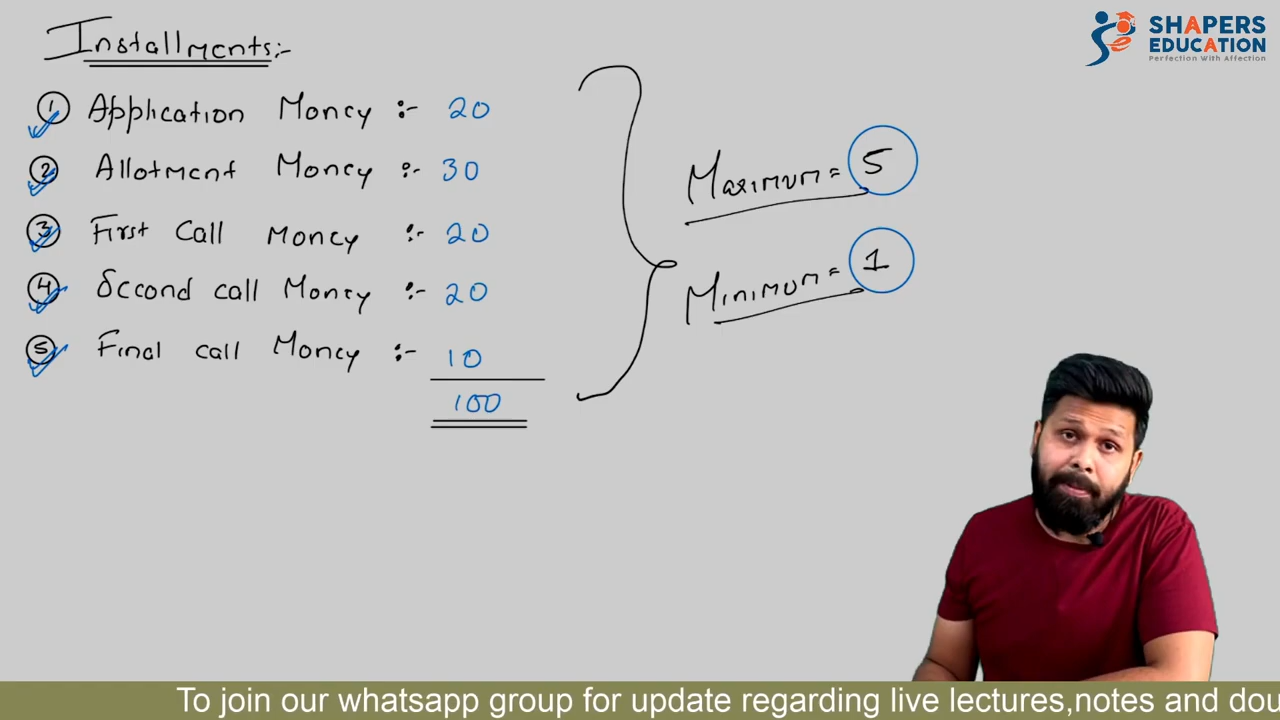 Installments:-
① Application Money :- 20
② Allotment Money :- 30
③ First Call Money :- 20
④ Second call Money :- 20
⑤ Final call Money :- 10
100
Maximum = 5
Minimum = 1
SHAPERS
EDUCATION
Perfection With Affection
To join our whatsapp group for update regarding live lectures,notes and dou